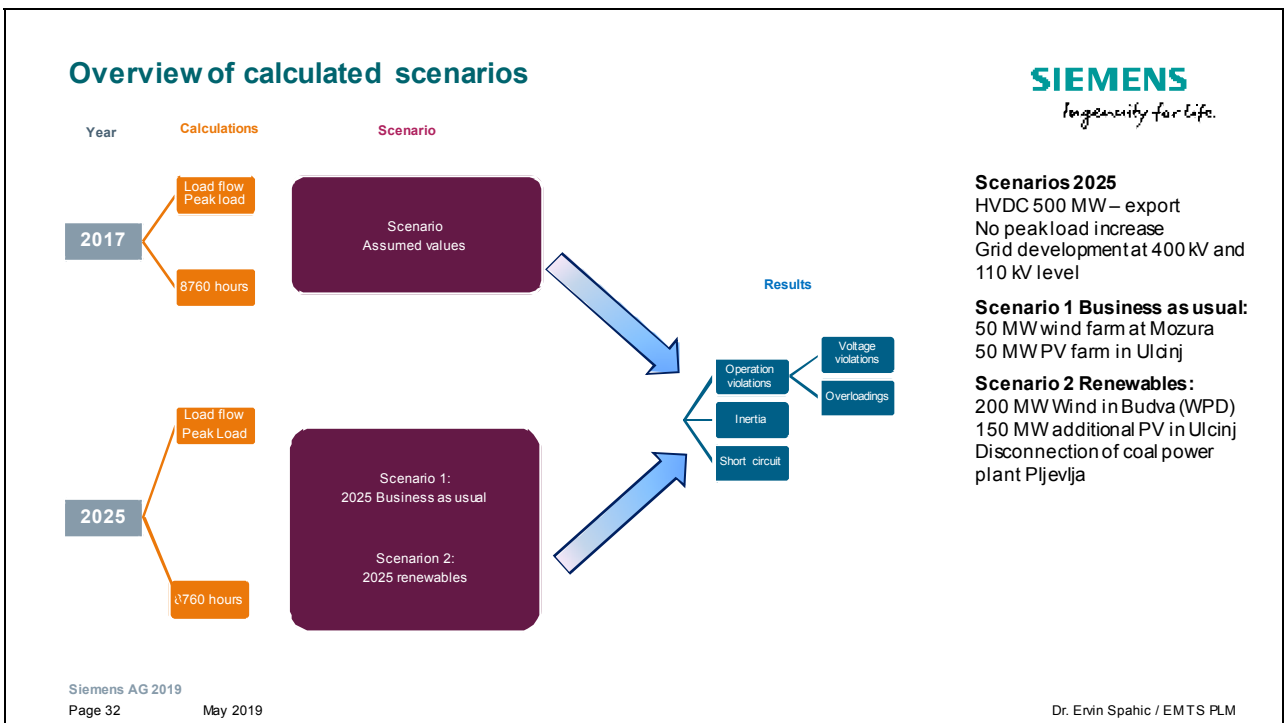 Overview of calculated scenarios
SIEMENS
Ingenuity for life.
Year
Calculations
Scenario
Load flow
Peak load
2017
8760 hours
Scenario
Assumed values
Load flow
Peak Load
2025
8760 hours
Scenario 1:
2025 Business as usual
Scenarion 2:
2025 renewables
Results
Operation
violations
Voltage
violations
Overloadings
Inertia
Short circuit
Scenarios 2025
HVDC 500 MW – export
No peak load increase
Grid development at 400 kV and
110 kV level
Scenario 1 Business as usual:
50 MW wind farm at Mozura
50 MW PV farm in Ulcinj
Scenario 2 Renewables:
200 MW Wind in Budva (WPD)
150 MW additional PV in Ulcinj
Disconnection of coal power
plant Pljevlja
Siemens AG 2019
Page 32
May 2019
Dr. Ervin Spahic / EM TS PLM